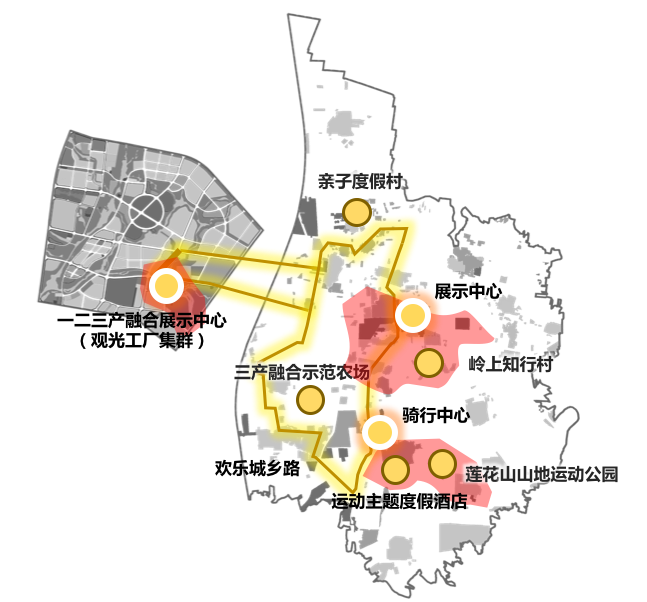 亲子度假村
展示中心
一二三产融合展示中心
（观光工厂集群）
岭上知行村
三产融合示范农场
骑行中心
欢乐城乡路
莲花山山地运动公园
运动主题度假酒店